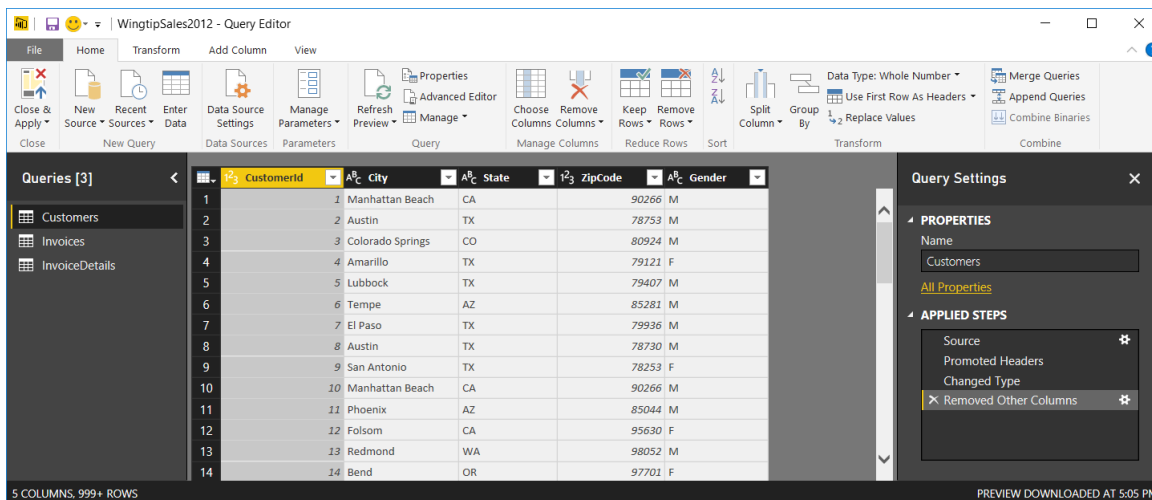 WingtipSales2012 - Query Editor
File Home Transform Add Column View
Close & Apply New Source Recent Sources Enter Data Data Source Settings Manage Parameters Refresh Preview Properties Advanced Editor Manage Choose Columns Remove Columns Keep Rows Remove Rows Split Column Group By Data Type: Whole Number Use First Row As Headers Replace Values Merge Queries Append Queries Combine Binaries
Close New Query Data Sources Parameters Query Manage Columns Reduce Rows Sort Transform Combine
Queries [3]
Customers
Invoices
InvoiceDetails
CustomerId City State ZipCode Gender
1 1 Manhattan Beach CA 90266 M
2 2 Austin TX 78753 M
3 3 Colorado Springs CO 80924 M
4 4 Amarillo TX 79121 F
5 5 Lubbock TX 79407 M
6 6 Tempe AZ 85281 M
7 7 El Paso TX 79936 M
8 8 Austin TX 78730 M
9 9 San Antonio TX 78253 F
10 10 Manhattan Beach CA 90266 M
11 11 Phoenix AZ 85044 M
12 12 Folsom CA 95630 F
13 13 Redmond WA 98052 M
14 14 Bend OR 97701 F
Query Settings
PROPERTIES
Name
Customers
All Properties
APPLIED STEPS
Source
Promoted Headers
Changed Type
Removed Other Columns
5 COLUMNS, 999+ ROWS
PREVIEW DOWNLOADED AT 5:05 PM